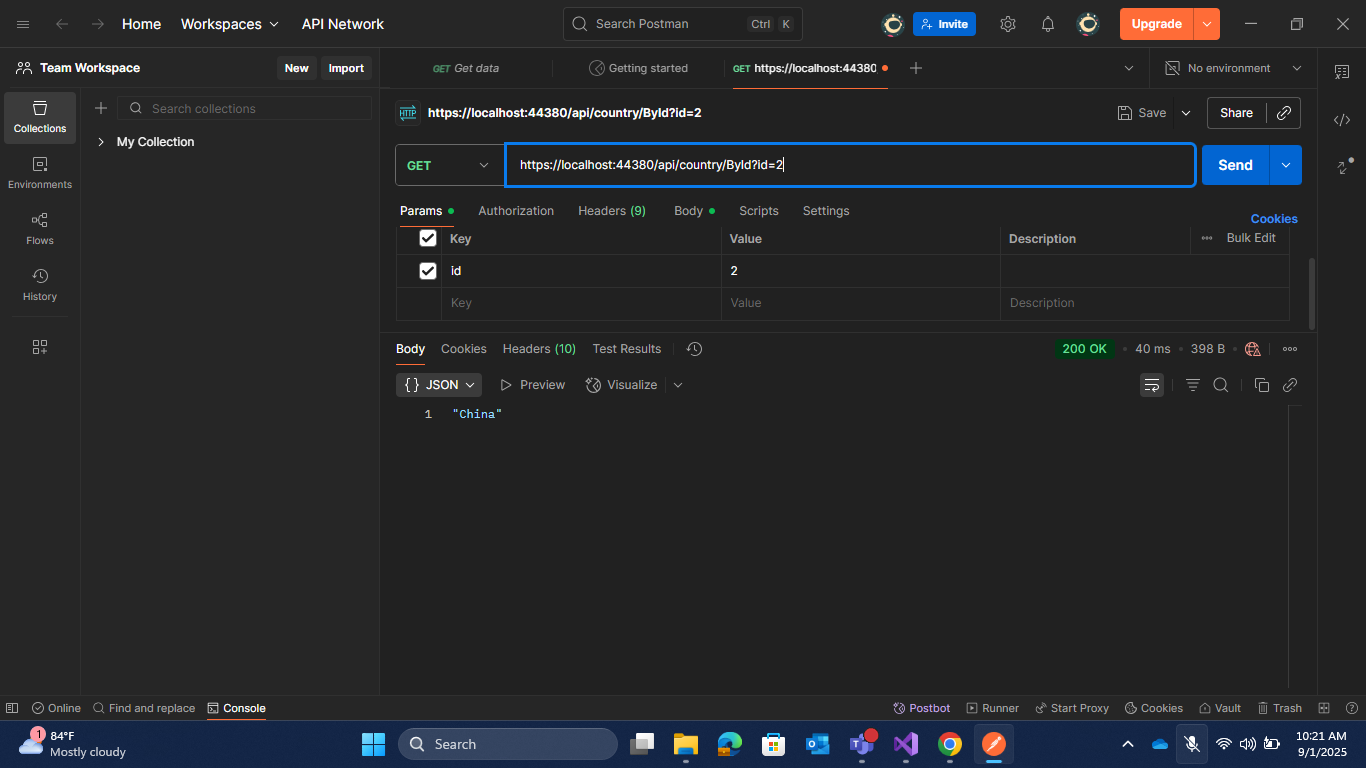 Home Workspaces API Network Search Postman Ctrl K Invite Upgrade
Team Workspace New Import GET Get data Getting started GET https://localhost:44380 No environment
Collections Search collections HTTP https://localhost:44380/api/country/ById?id=2 Save Share
My Collection
GET https://localhost:44380/api/country/ById?id=2 Send
Environments
Params Authorization Headers (9) Body Scripts Settings Cookies
Flows Key Value Description Bulk Edit
id 2
History Key Value Description
Body Cookies Headers (10) Test Results 200 OK 40 ms 398 B
{} JSON Preview Visualize
1 "China"
Online Find and replace Console Postbot Runner Start Proxy Cookies Vault Trash
1 84°F Search 10:21 AM
Mostly cloudy 9/1/2025